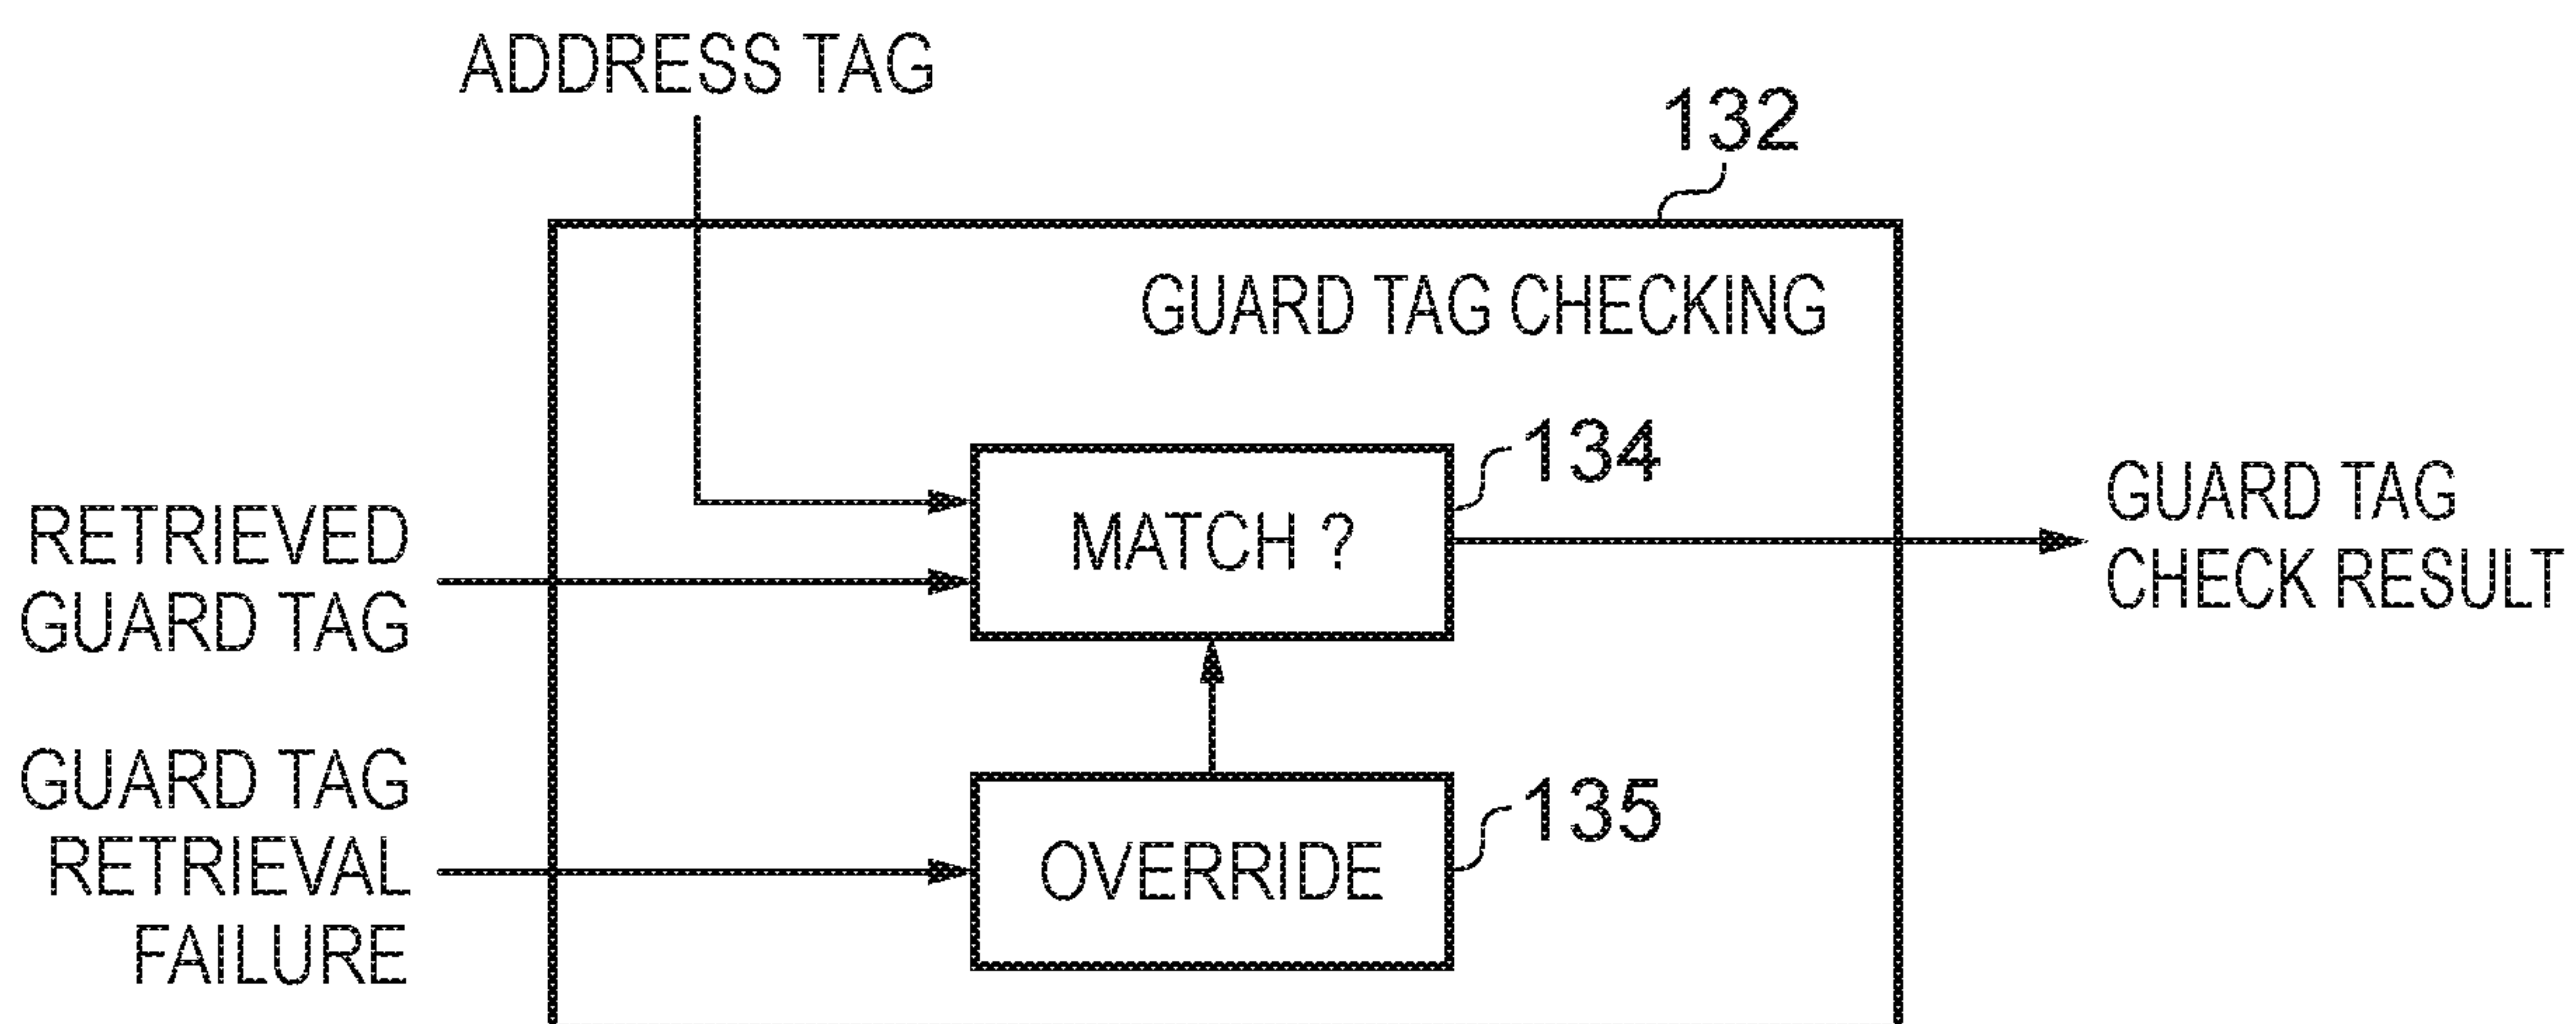 ADDRESS TAG
132
GUARD TAG CHECKING
134
MATCH ?
RETRIEVED
GUARD TAG
GUARD TAG
CHECK RESULT
GUARD TAG
RETRIEVAL
FAILURE
135
OVERRIDE